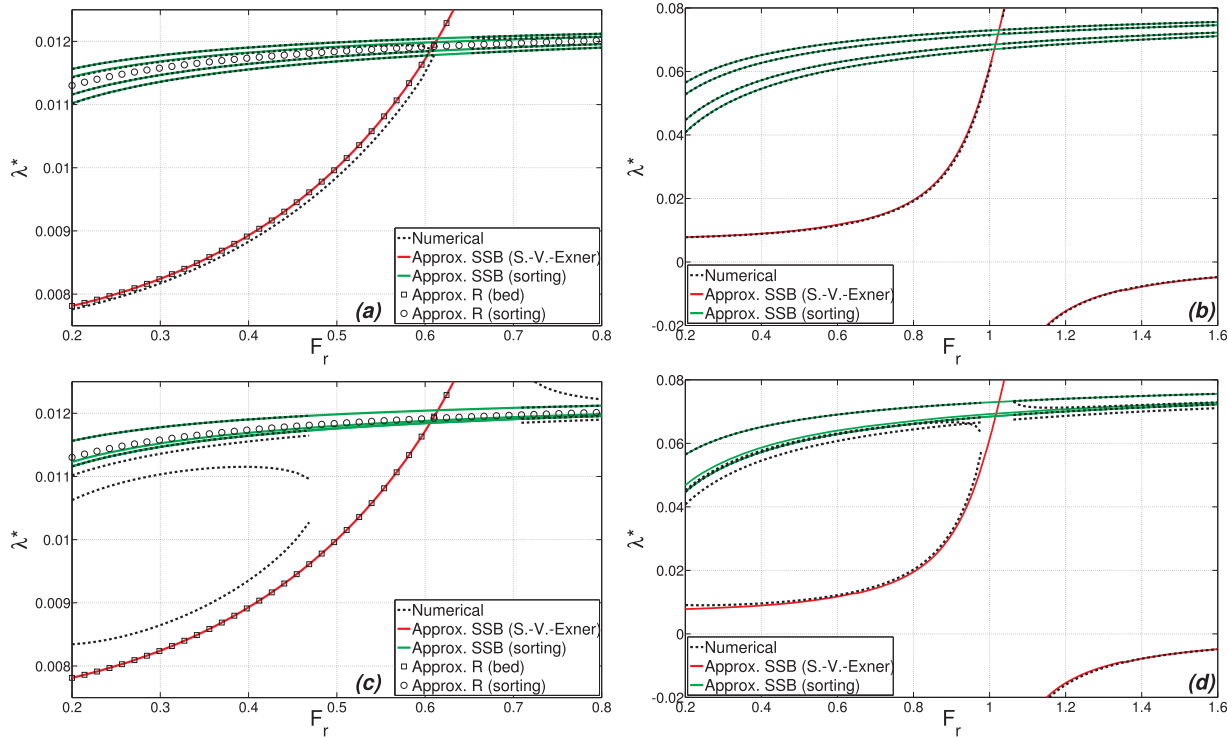 0.012
0.011
0.01
0.009
0.008
λ*
0.2 0.3 0.4 0.5 0.6 0.7 0.8
F_r
Numerical
Approx. SSB (S.-V.-Exner)
Approx. SSB (sorting)
Approx. R (bed)
Approx. R (sorting)
(a)
0.08
0.06
0.04
0.02
0
-0.02
λ*
0.2 0.4 0.6 0.8 1 1.2 1.4 1.6
F_r
Numerical
Approx. SSB (S.-V.-Exner)
Approx. SSB (sorting)
(b)
0.012
0.011
0.01
0.009
0.008
λ*
0.2 0.3 0.4 0.5 0.6 0.7 0.8
F_r
Numerical
Approx. SSB (S.-V.-Exner)
Approx. SSB (sorting)
Approx. R (bed)
Approx. R (sorting)
(c)
0.08
0.06
0.04
0.02
0
-0.02
λ*
0.2 0.4 0.6 0.8 1 1.2 1.4 1.6
F_r
Numerical
Approx. SSB (S.-V.-Exner)
Approx. SSB (sorting)
(d)